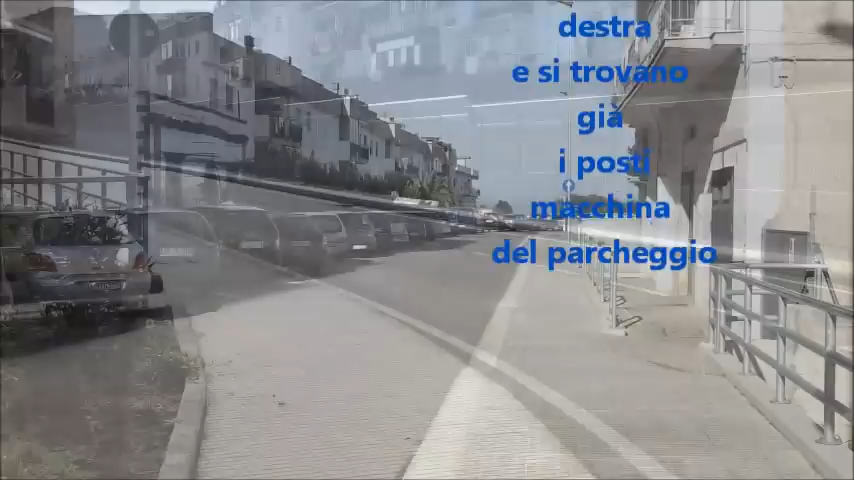 destra
e si trovano
già
i posti
macchina
del parcheggio